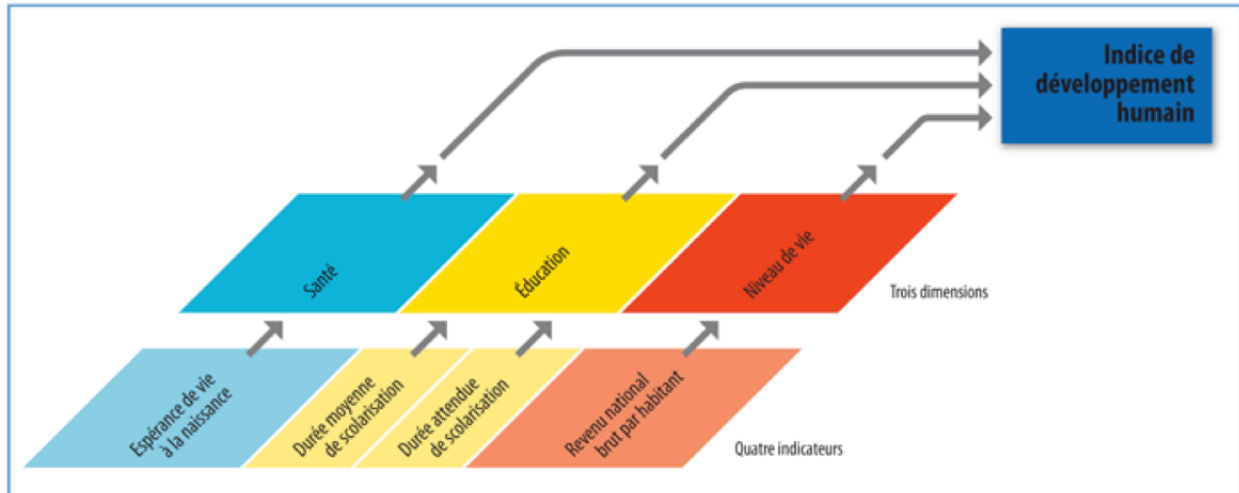 Indice de
développement
humain
Santé
Éducation
Niveau de vie
Trois dimensions
Espérance de vie
à la naissance
Durée moyenne
de scolarisation
Durée attendue
de scolarisation
Revenu national
brut par habitant
Quatre indicateurs